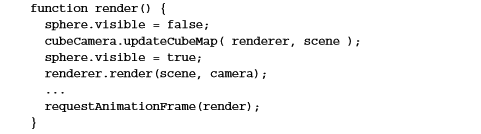 function render() {
  sphere.visible = false;
  cubeCamera.updateCubeMap( renderer, scene );
  sphere.visible = true;
  renderer.render(scene, camera);
  ...
  requestAnimationFrame(render);
}